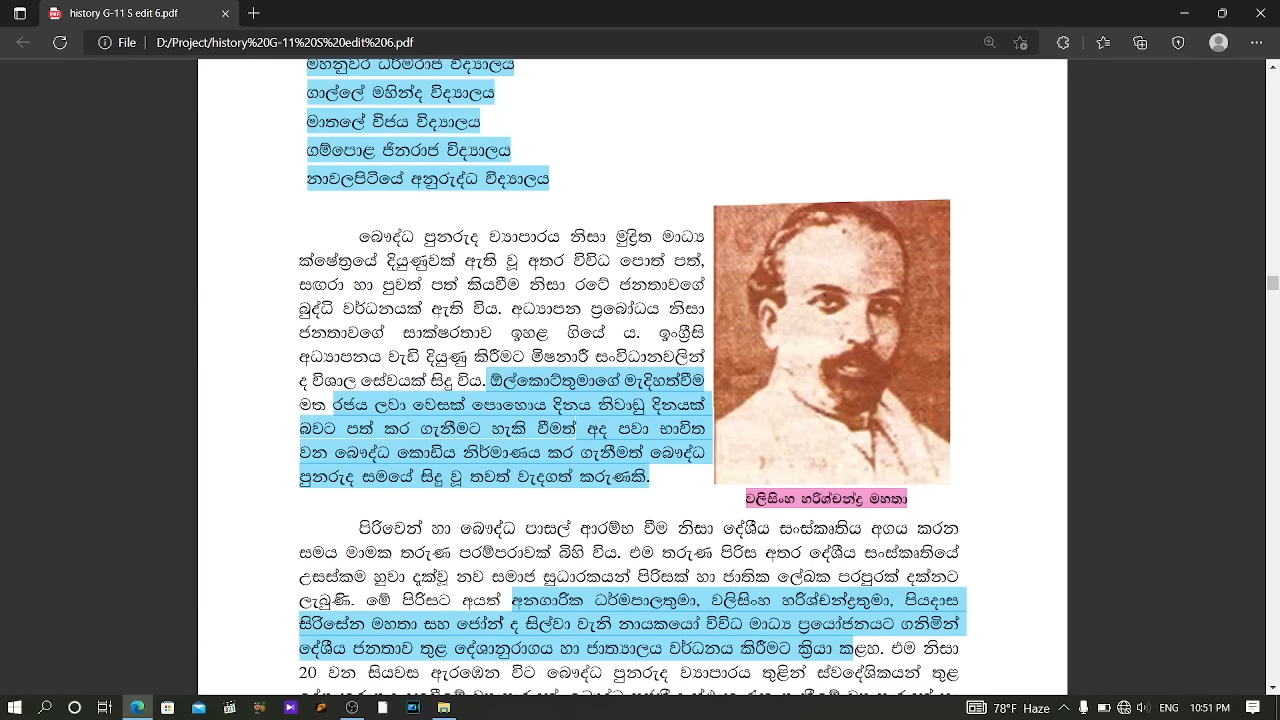 history G-11 S edit 6.pdf
File
D:/Project/history%20G-11%20S%20edit%206.pdf
මහනුවර ධර්මරාජ විද්‍යාලය
ගාල්ලේ මහින්ද විද්‍යාලය
මාතලේ විජය විද්‍යාලය
ගම්පොළ ජිනරාජ විද්‍යාලය
නාවලපිටියේ අනුරුද්ධ විද්‍යාලය
බෞද්ධ පුනරුද ව්‍යාපාරය නිසා මුද්‍රිත මාධ්‍ය
ක්ෂේත්‍රයේ දියුණුවක් ඇති වූ අතර විවිධ පොත් පත්,
සඟරා හා පුවත් පත් කියවීම නිසා රටේ ජනතාවගේ
බුද්ධි වර්ධනයක් ඇති විය. අධ්‍යාපන ප්‍රබෝධය නිසා
ජනතාවගේ සාක්ෂරතාව ඉහළ ගියේ ය. ඉංග්‍රීසි
අධ්‍යාපනය වැඩි දියුණු කිරීමට මිෂනාරී සංවිධානවලින්
ද විශාල සේවයක් සිදු විය. ඕල්කොට්තුමාගේ මැදිහත්වීම
මත රජය ලවා වෙසක් පොහොය දිනය නිවාඩු දිනයක්
බවට පත් කර ගැනීමට හැකි වීමත් අද පවා භාවිත
වන බෞද්ධ කොඩිය නිර්මාණය කර ගැනීමත් බෞද්ධ
පුනරුද සමයේ සිදු වූ තවත් වැදගත් කරුණකි.
වලිසිංහ හරිශ්චන්ද්‍ර මහතා
පිරිවෙන් හා බෞද්ධ පාසල් ආරම්භ වීම නිසා දේශීය සංස්කෘතිය අගය කරන
සමය මාමක තරුණ පරම්පරාවක් බිහි විය. එම තරුණ පිරිස අතර දේශීය සංස්කෘතියේ
උසස්කම හුවා දැක්වූ නව සමාජ සුධාරකයන් පිරිසක් හා ජාතික ලේඛක පරපුරක් දක්නට
ලැබුණි. මේ පිරිසට අයත් අනගාරික ධර්මපාලතුමා, වලිසිංහ හරිශ්චන්ද්‍රතුමා, පියදාස
සිරිසේන මහතා සහ ජෝන් ද සිල්වා වැනි නායකයෝ විවිධ මාධ්‍ය ප්‍රයෝජනයට ගනිමින්
දේශීය ජනතාව තුළ දේශානුරාගය හා ජාත්‍යාලය වර්ධනය කිරීමට ක්‍රියා කළහ. එම නිසා
20 වන සියවස ඇරඹෙන විට බෞද්ධ පුනරුද ව්‍යාපාරය තුළින් ස්වදේශිකයන් තුළ
78°F Haze
ENG
10:51 PM